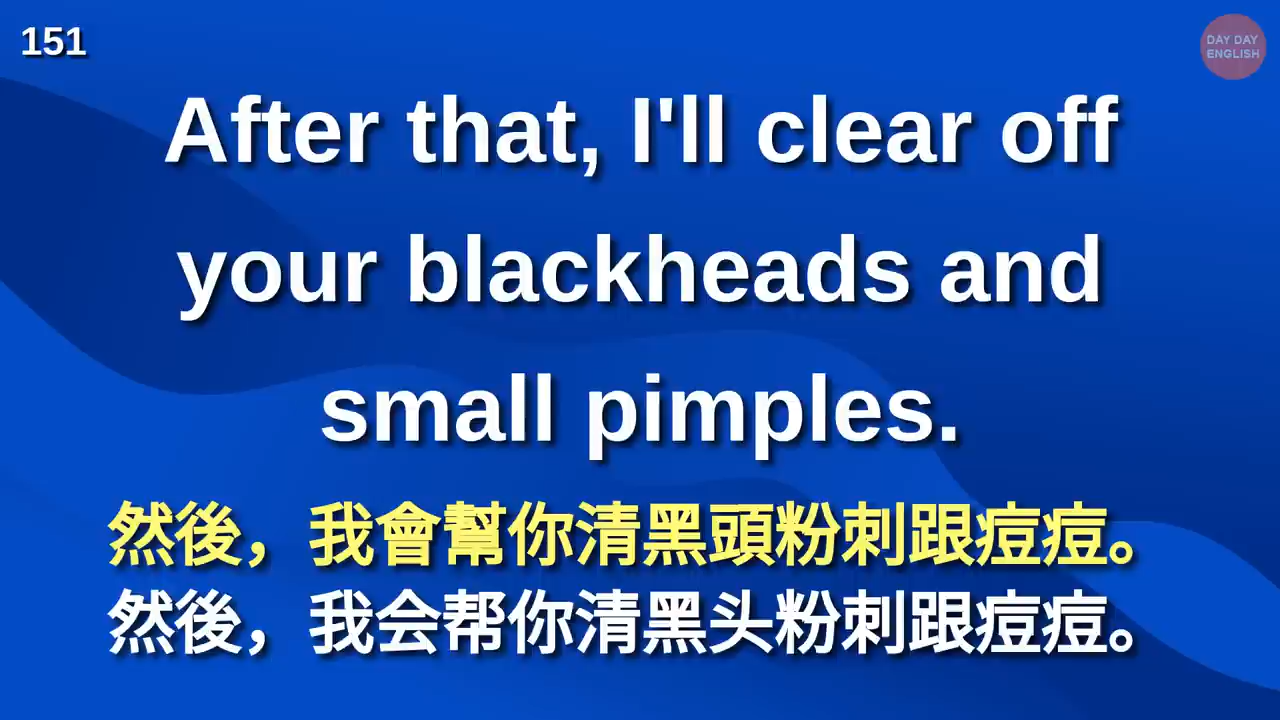 151
DAY DAY
ENGLISH
After that, I'll clear off
your blackheads and
small pimples.
然後，我會幫你清黑頭粉刺跟痘痘。
然後，我会帮你清黑头粉刺跟痘痘。